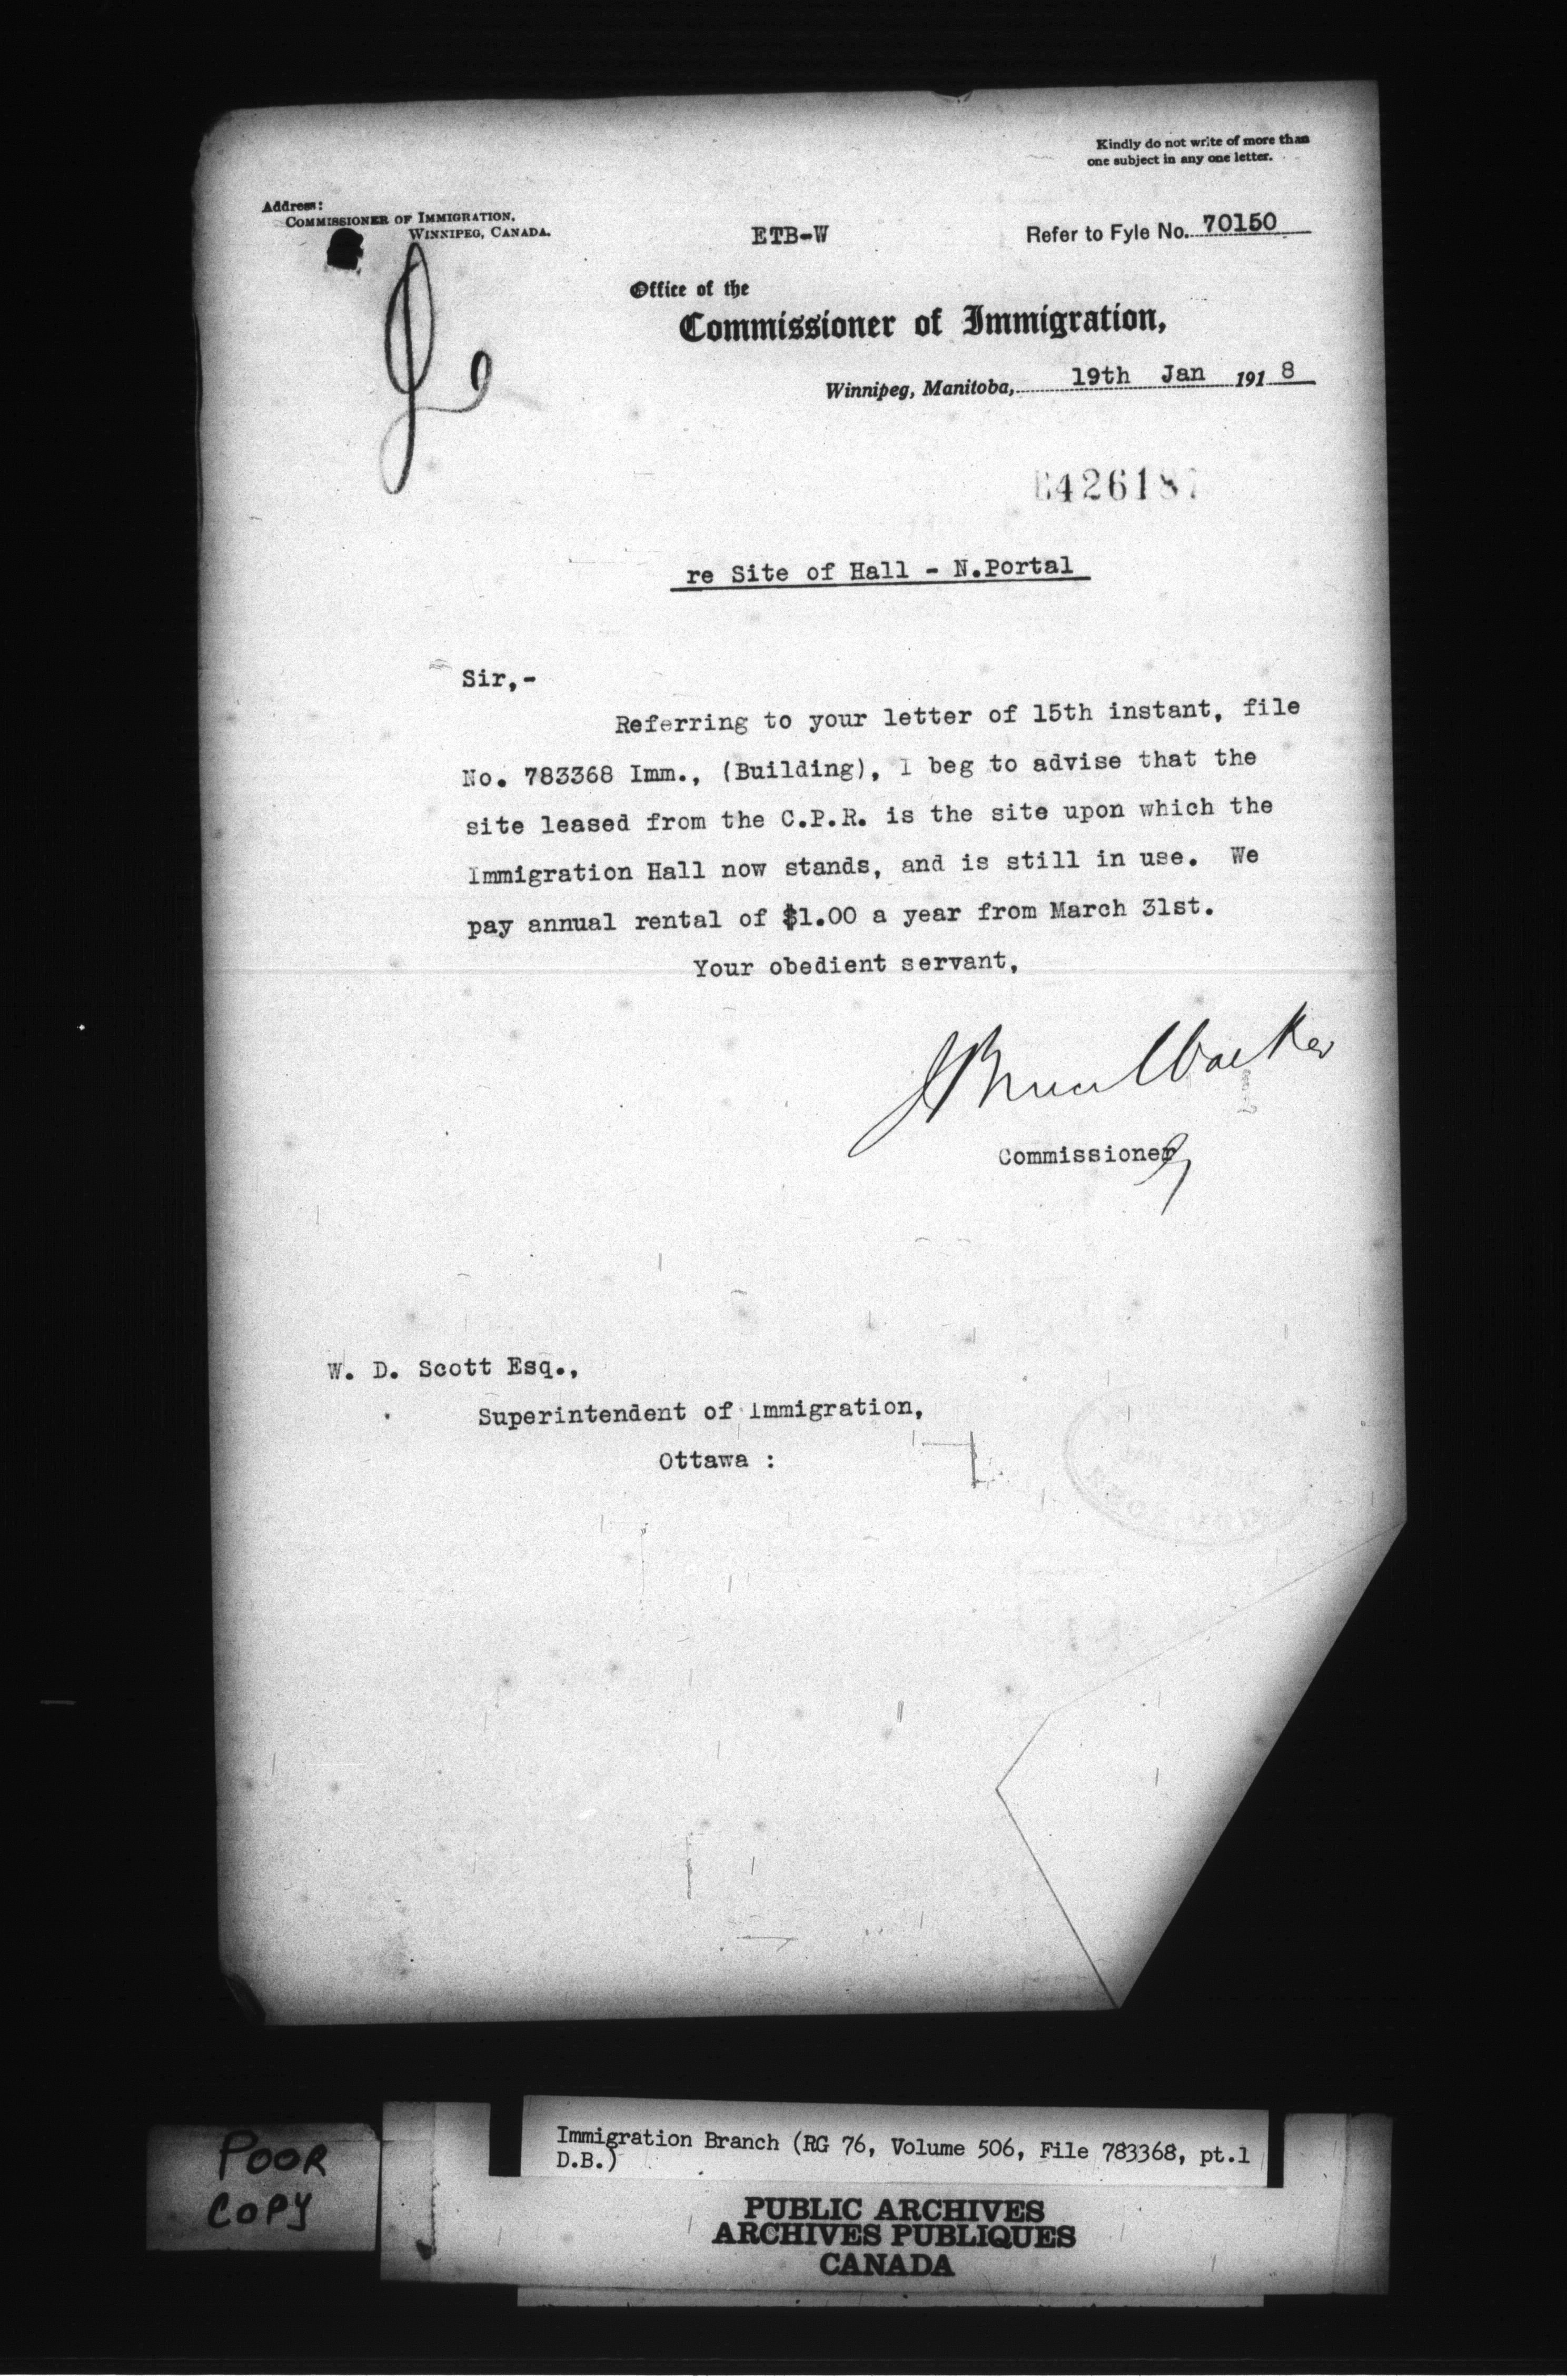 Kindly do not write of more than
one subject in any one letter.
Address:
COMMISSIONER OF IMMIGRATION,
WINNIPEG, CANADA.
ETB-W
Refer to Fyle No. 70150
Office of the
Commissioner of Immigration,
Winnipeg, Manitoba, 19th Jan 1918
426187
re Site of Hall - N.Portal
Sir,-
Referring to your letter of 15th instant, file
No. 783368 Imm., (Building), I beg to advise that the
site leased from the C.P.R. is the site upon which the
Immigration Hall now stands, and is still in use. We
pay annual rental of $1.00 a year from March 31st.
Your obedient servant,
J Bruce Walker
Commissioner
W. D. Scott Esq.,
Superintendent of Immigration,
Ottawa :
POOR
COPY
Immigration Branch (RG 76, Volume 506, File 783368, pt.1
D.B.)
PUBLIC ARCHIVES
ARCHIVES PUBLIQUES
CANADA